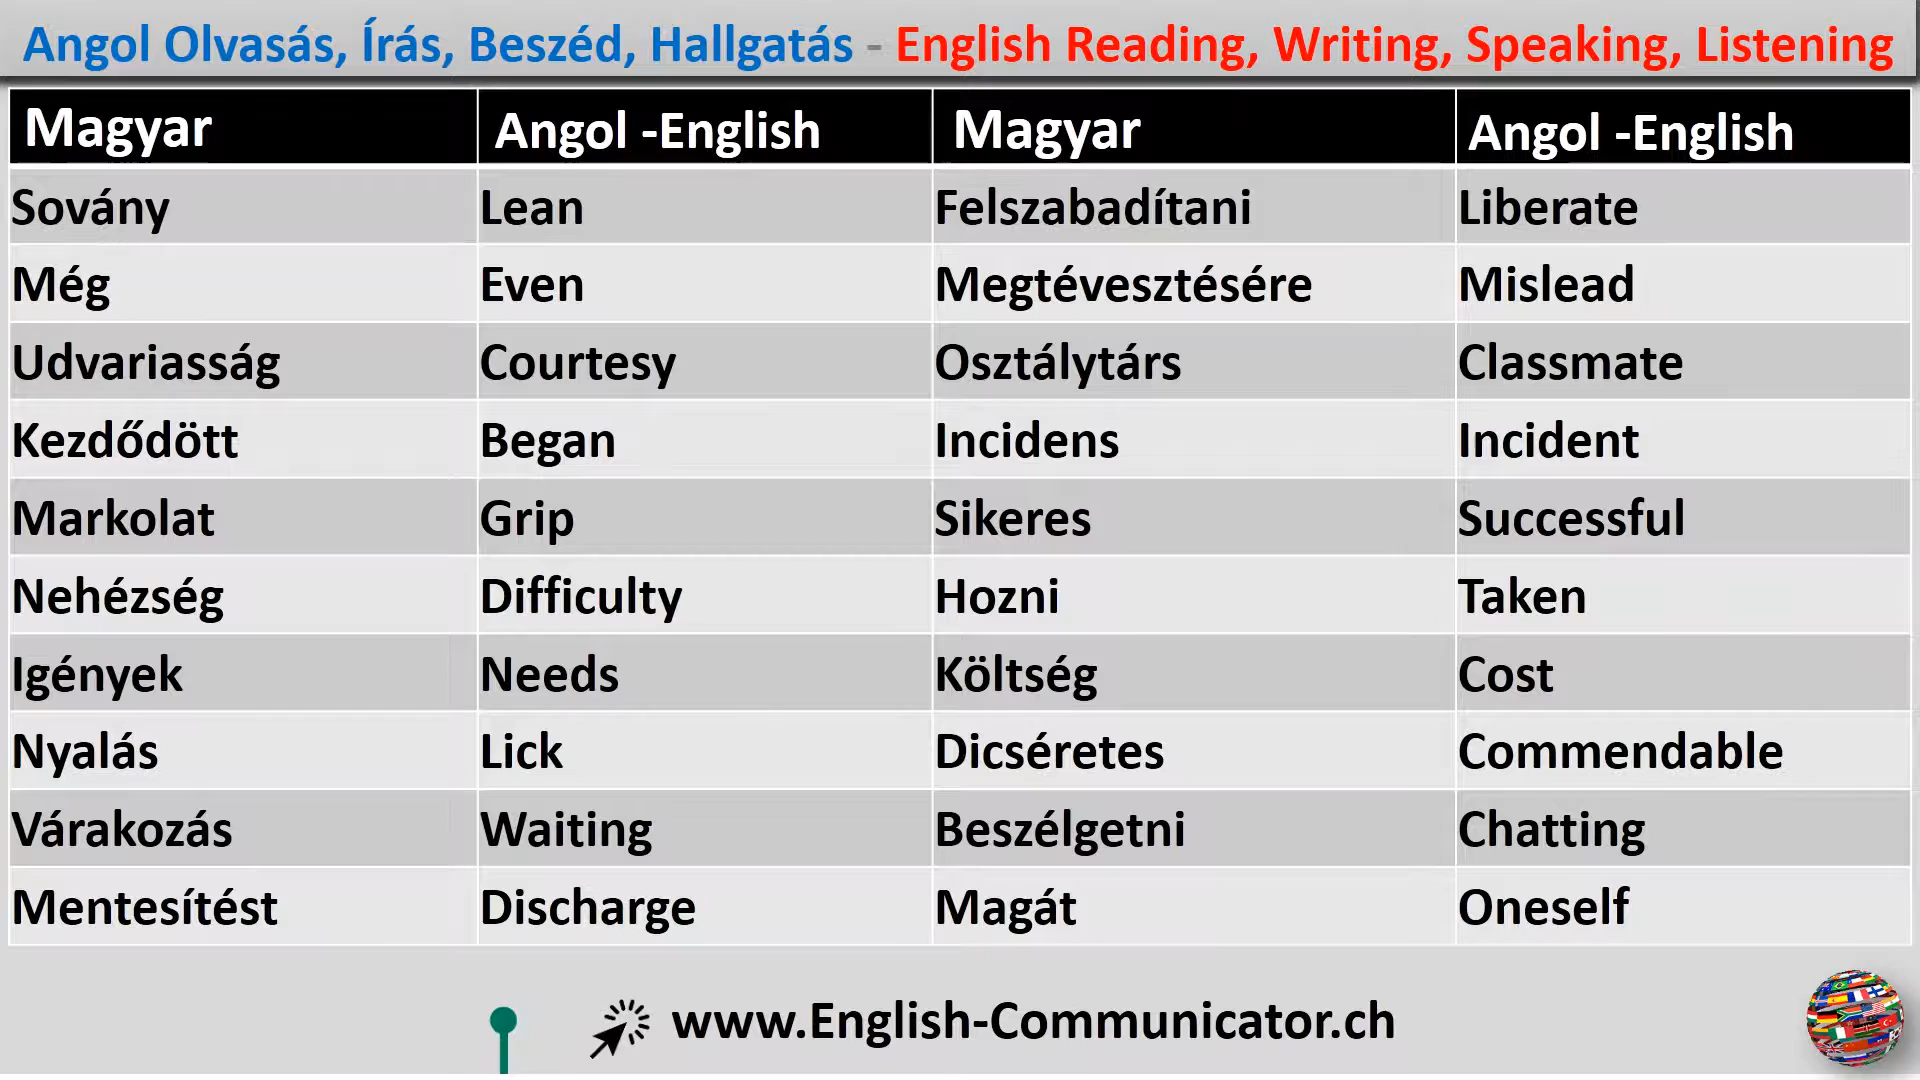 Angol Olvasás, Írás, Beszéd, Hallgatás - English Reading, Writing, Speaking, Listening
Magyar Angol -English Magyar Angol -English
Sovány Lean Felszabadítani Liberate
Még Even Megtévesztésére Mislead
Udvariasság Courtesy Osztálytárs Classmate
Kezdődött Began Incidens Incident
Markolat Grip Sikeres Successful
Nehézség Difficulty Hozni Taken
Igények Needs Költség Cost
Nyalás Lick Dicséretes Commendable
Várakozás Waiting Beszélgetni Chatting
Mentesítést Discharge Magát Oneself
www.English-Communicator.ch